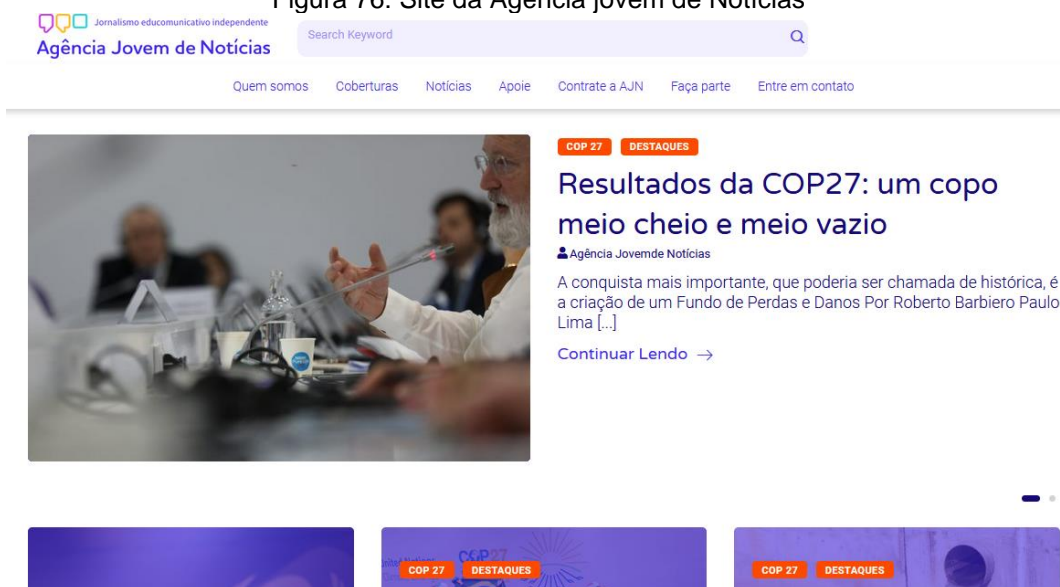 Figura 76: Site da Agência jovem de Notícias
Jornalismo educomunicativo independente
Agência Jovem de Notícias
Search Keyword
Quem somos Coberturas Notícias Apoie Contrate a AJN Faça parte Entre em contato
COP 27 DESTAQUES
Resultados da COP27: um copo
meio cheio e meio vazio
Agência Jovemde Notícias
A conquista mais importante, que poderia ser chamada de histórica, é
a criação de um Fundo de Perdas e Danos Por Roberto Barbiero Paulo
Lima [...]
Continuar Lendo →
COP27
COP 27 DESTAQUES
COP 27 DESTAQUES